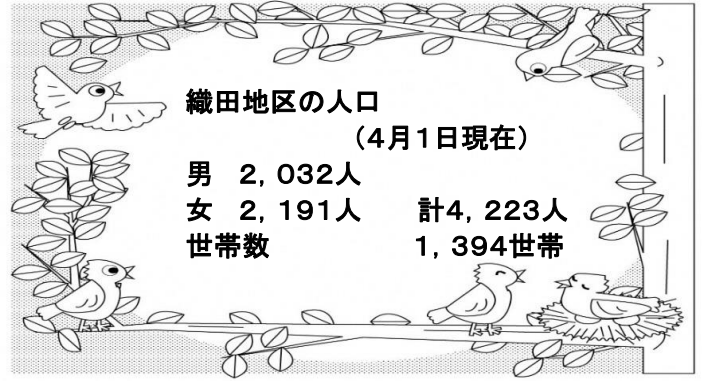 織田地区の人口
（4月1日現在）
男　2，032人
女　2，191人　　計4，223人
世帯数　　　　　1，394世帯